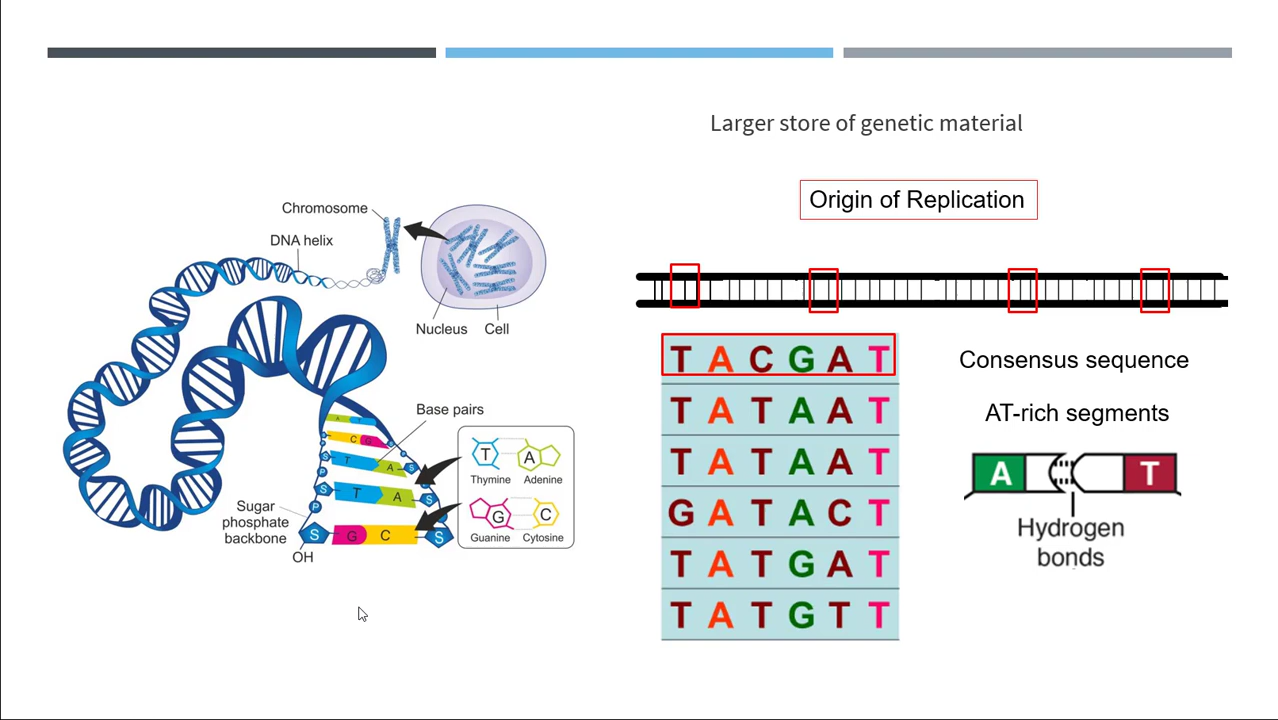 Larger store of genetic material
Origin of Replication
Chromosome
DNA helix
Nucleus Cell
Base pairs
A T
C G
T A
T A
G C
S
P
S
P
S
P
S
S
S
S
Sugar
phosphate
backbone
OH
T A
Thymine Adenine
G C
Guanine Cytosine
T A C G A T
T A T A A T
T A T A A T
G A T A C T
T A T G A T
T A T G T T
Consensus sequence
AT-rich segments
A T
Hydrogen
bonds